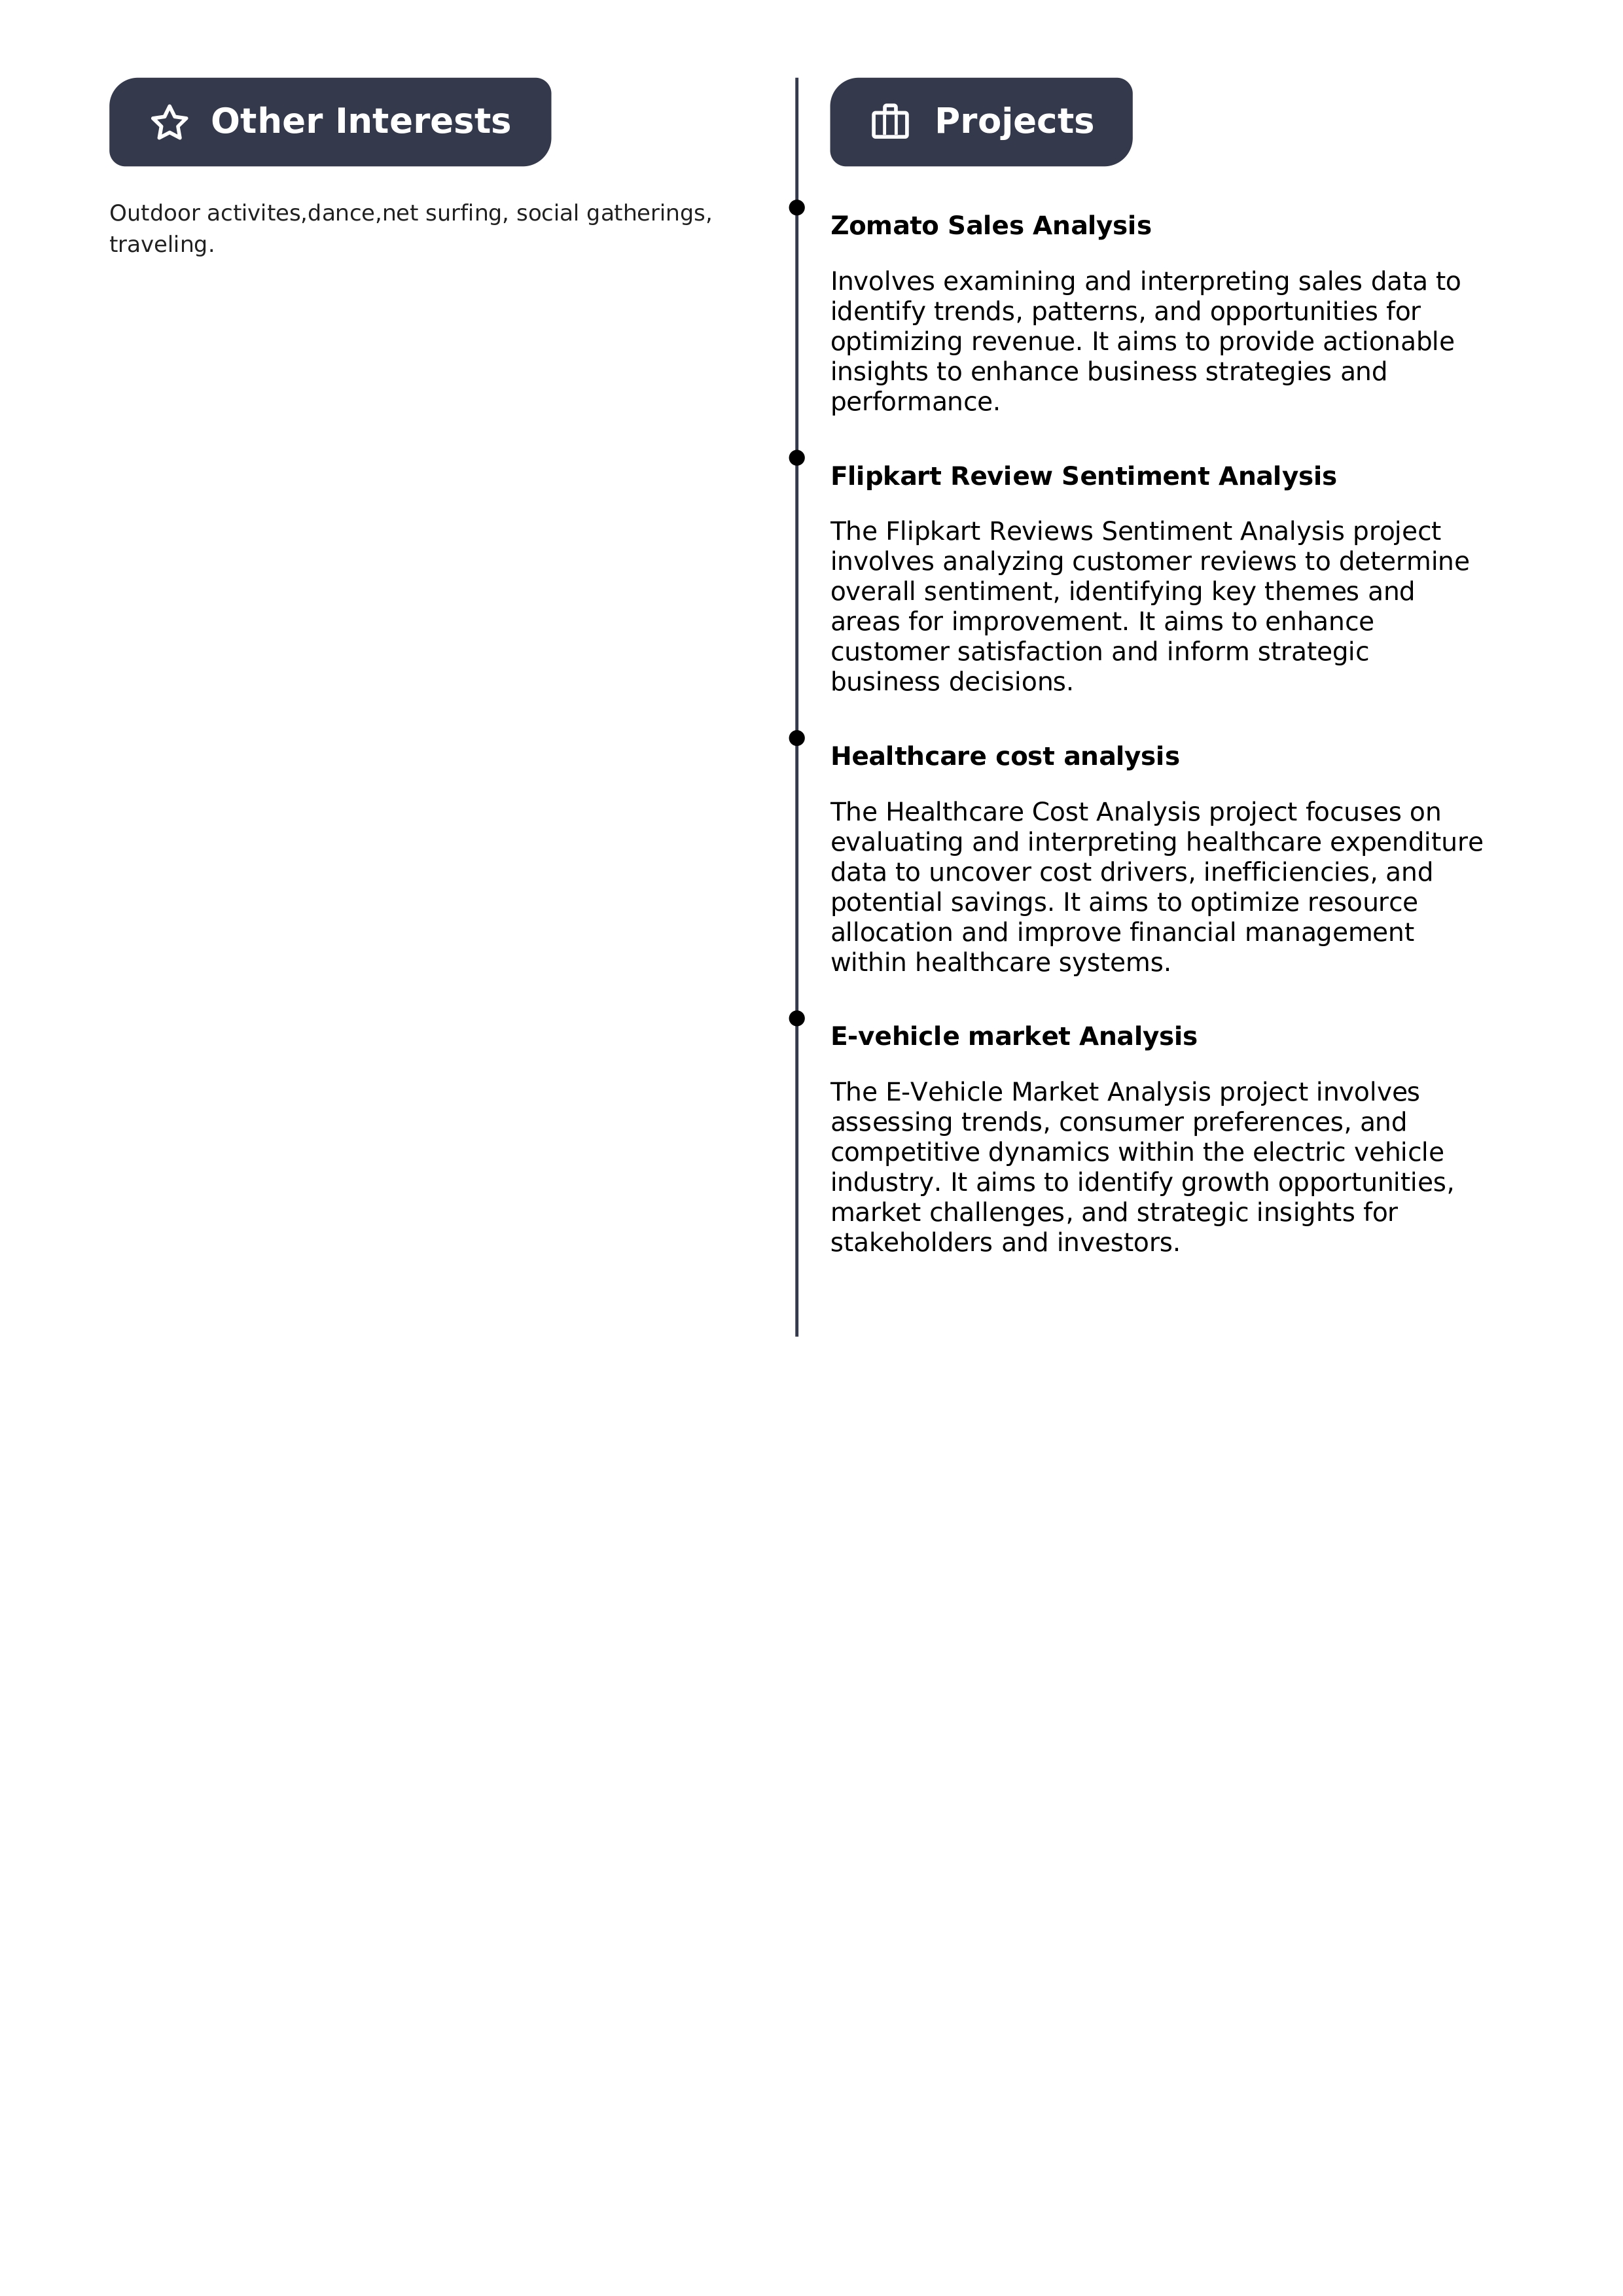 Other Interests
Outdoor activites,dance,net surfing, social gatherings,
traveling.
Projects
Zomato Sales Analysis
Involves examining and interpreting sales data to
identify trends, patterns, and opportunities for
optimizing revenue. It aims to provide actionable
insights to enhance business strategies and
performance.
Flipkart Review Sentiment Analysis
The Flipkart Reviews Sentiment Analysis project
involves analyzing customer reviews to determine
overall sentiment, identifying key themes and
areas for improvement. It aims to enhance
customer satisfaction and inform strategic
business decisions.
Healthcare cost analysis
The Healthcare Cost Analysis project focuses on
evaluating and interpreting healthcare expenditure
data to uncover cost drivers, inefficiencies, and
potential savings. It aims to optimize resource
allocation and improve financial management
within healthcare systems.
E-vehicle market Analysis
The E-Vehicle Market Analysis project involves
assessing trends, consumer preferences, and
competitive dynamics within the electric vehicle
industry. It aims to identify growth opportunities,
market challenges, and strategic insights for
stakeholders and investors.